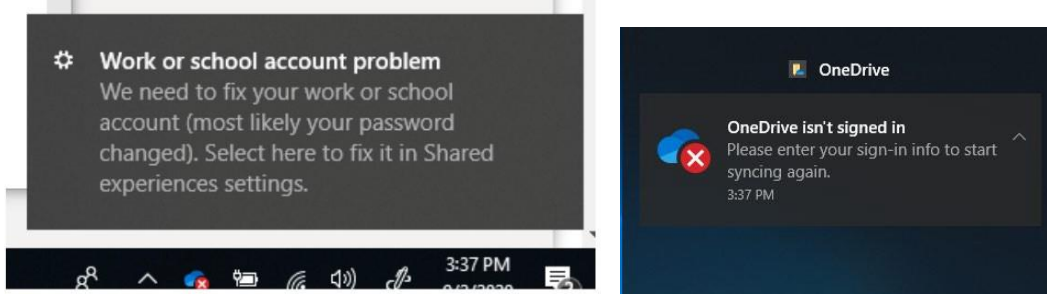 Work or school account problem
We need to fix your work or school
account (most likely your password
changed). Select here to fix it in Shared
experiences settings.
3:37 PM
OneDrive
OneDrive isn't signed in
Please enter your sign-in info to start
syncing again.
3:37 PM